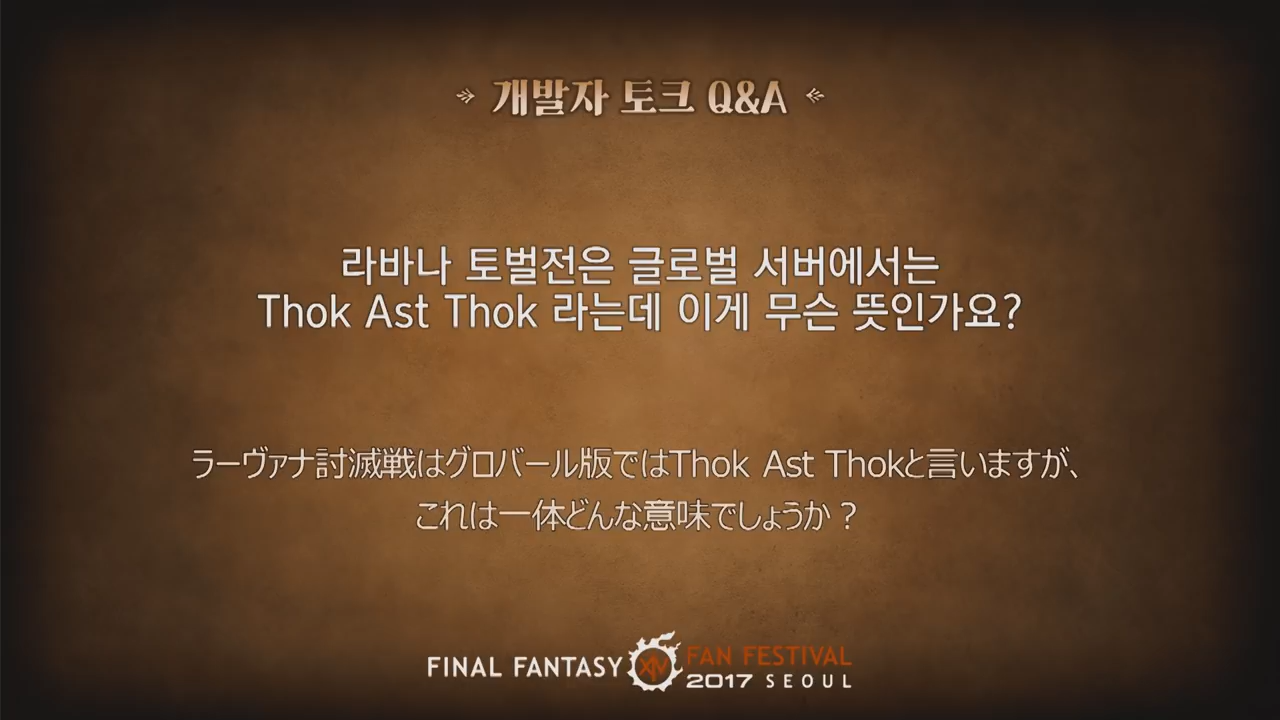 개발자 토크 Q&A
라바나 토벌전은 글로벌 서버에서는
Thok Ast Thok 라는데 이게 무슨 뜻인가요?
ラーヴァナ討滅戦はグロバール版ではThok Ast Thokと言いますが、
これは一体どんな意味でしょうか？
FINAL FANTASY XIV FAN FESTIVAL
2017 SEOUL